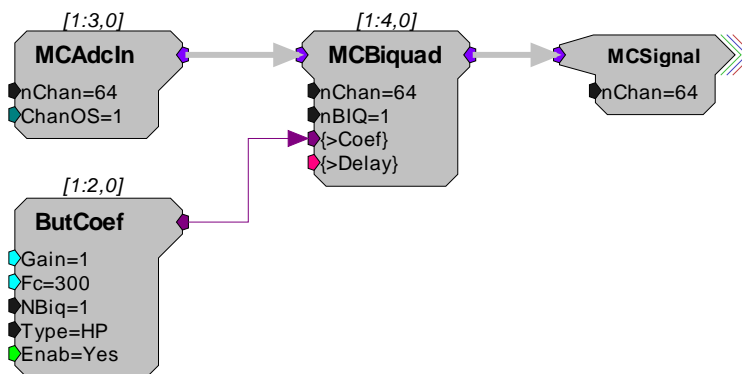 [1:3,0]
MCAdcIn
nChan=64
ChanOS=1
[1:4,0]
MCBiquad
nChan=64
nBIQ=1
{>Coef}
{>Delay}
MCSignal
nChan=64
[1:2,0]
ButCoef
Gain=1
Fc=300
NBiq=1
Type=HP
Enab=Yes